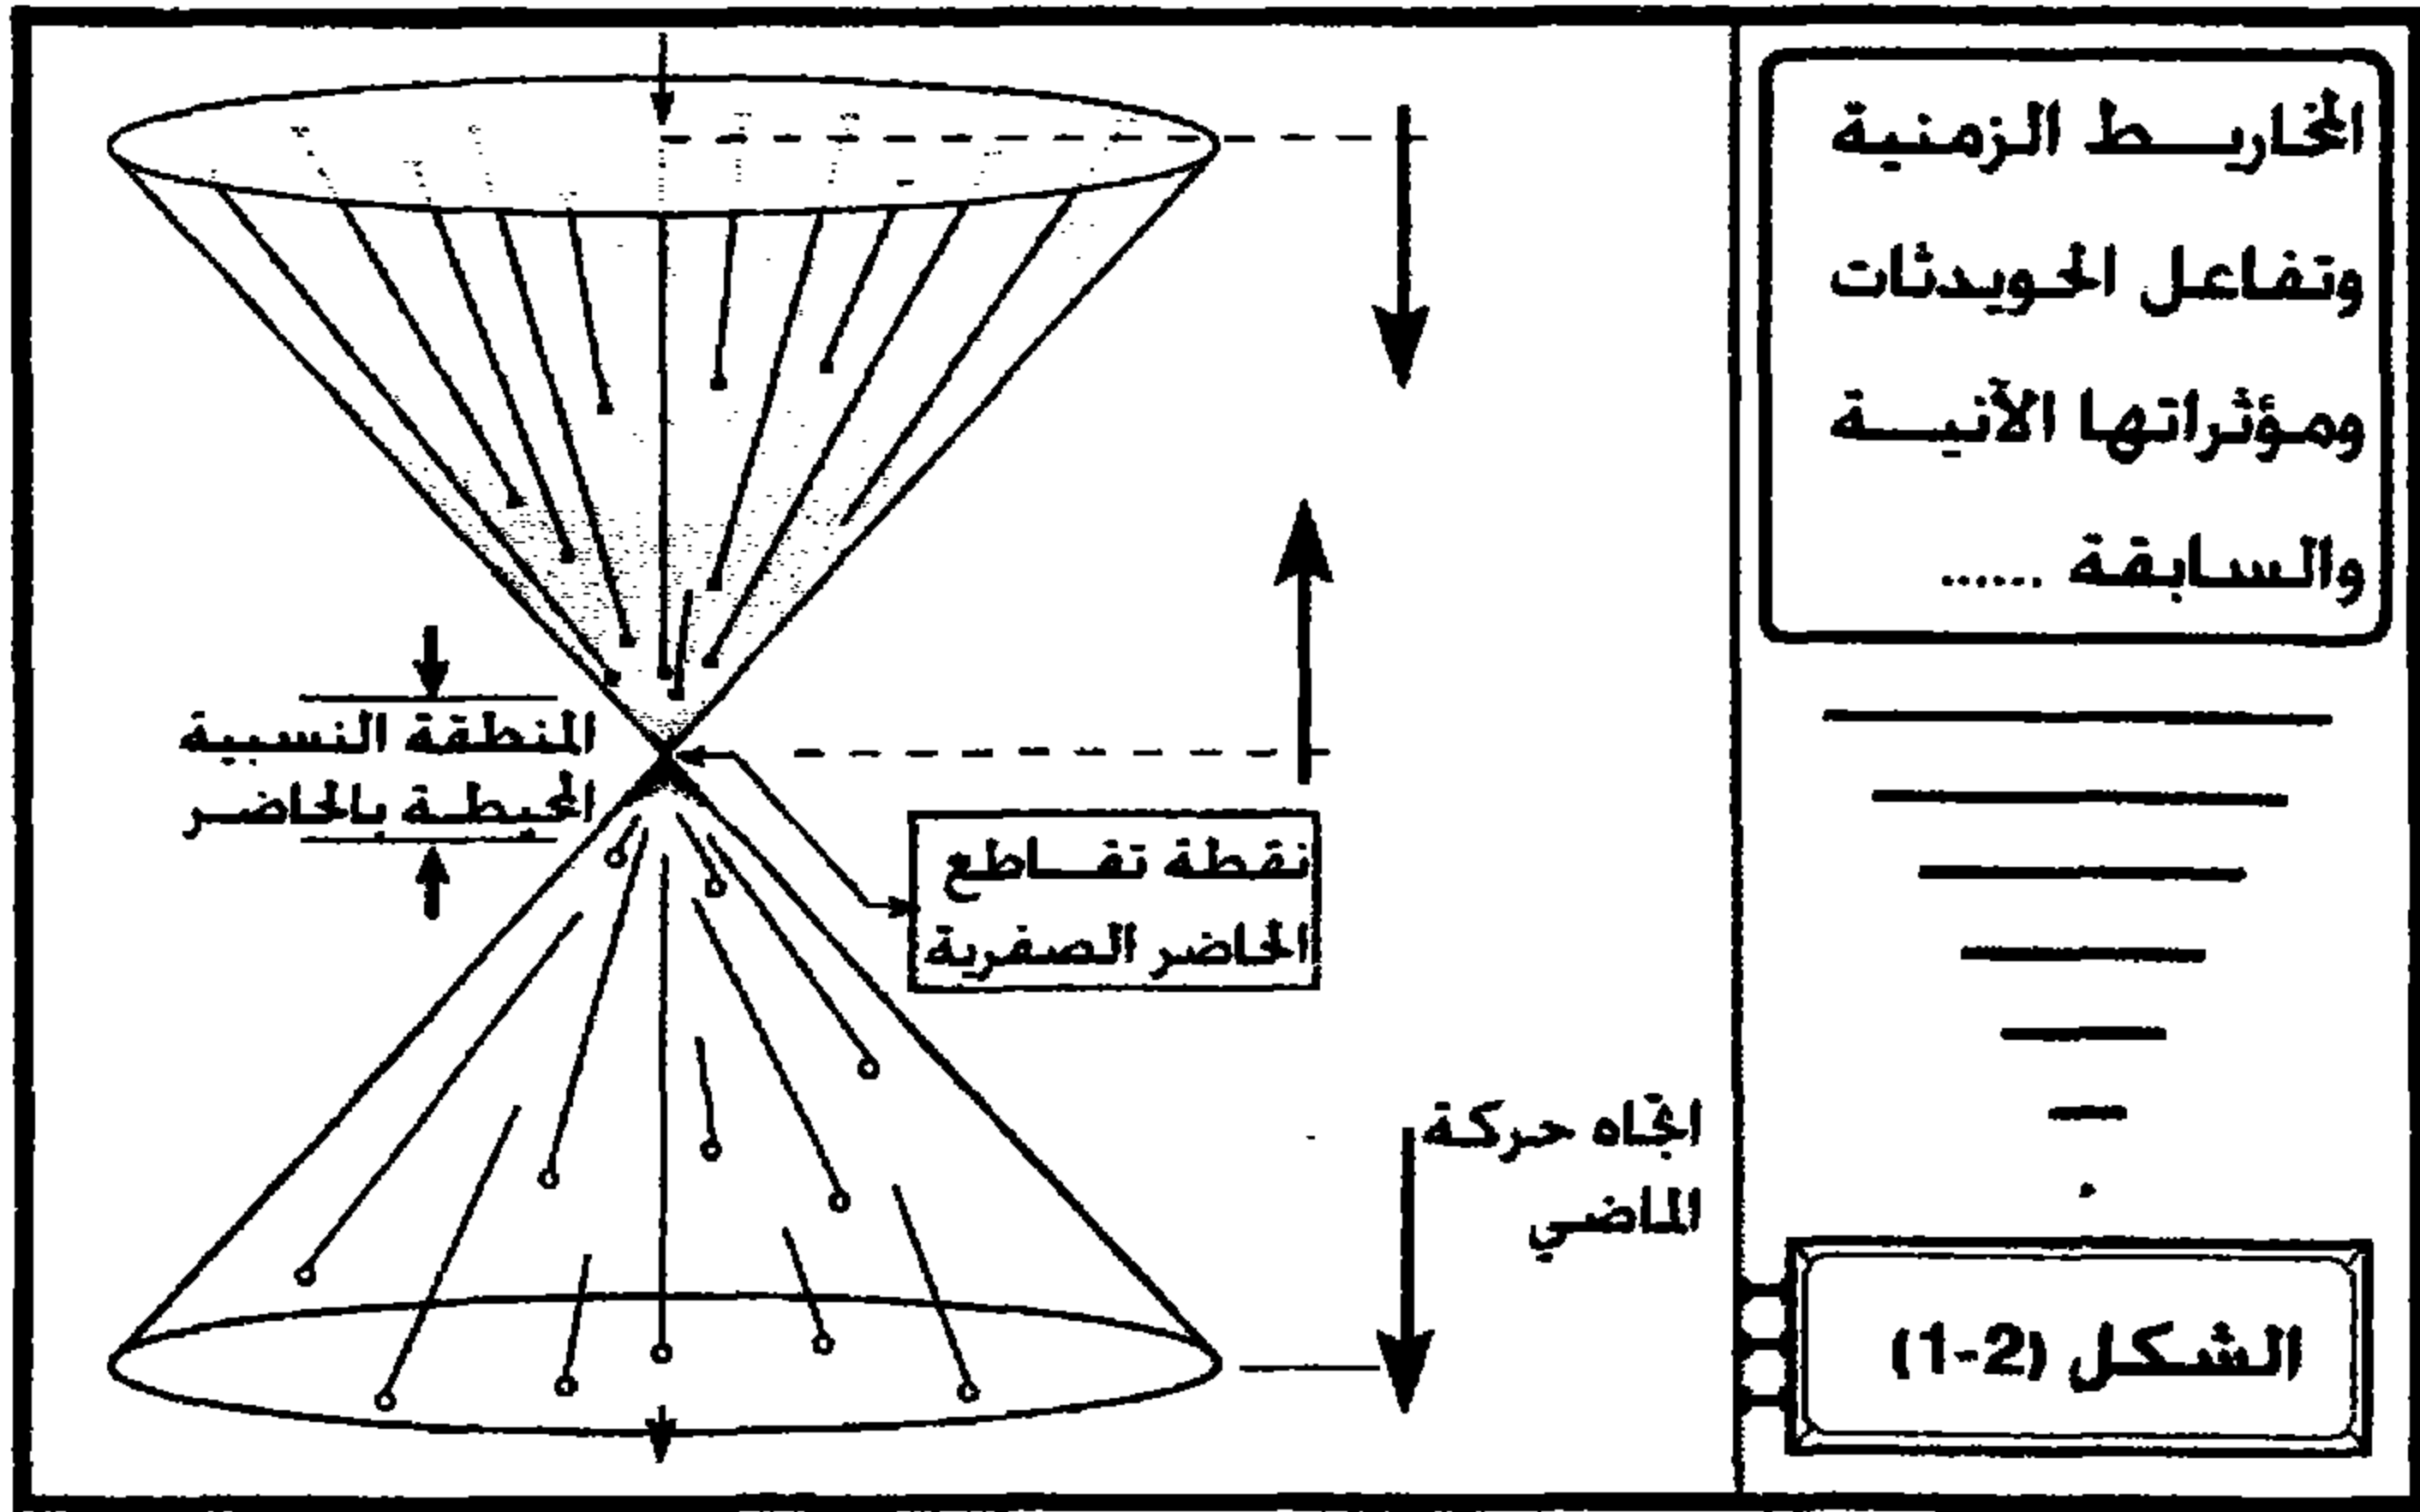 المخاريط الزمنية
وتفاعل الحويدثات
ومؤثراتها الآنية
والسابقة ......
المنطقة النسبية
المحيطة بالحاضر
نقطة تقاطع
الحاضر الصفرية
اتجاه حركة
الماضي
الشكل (2-1)